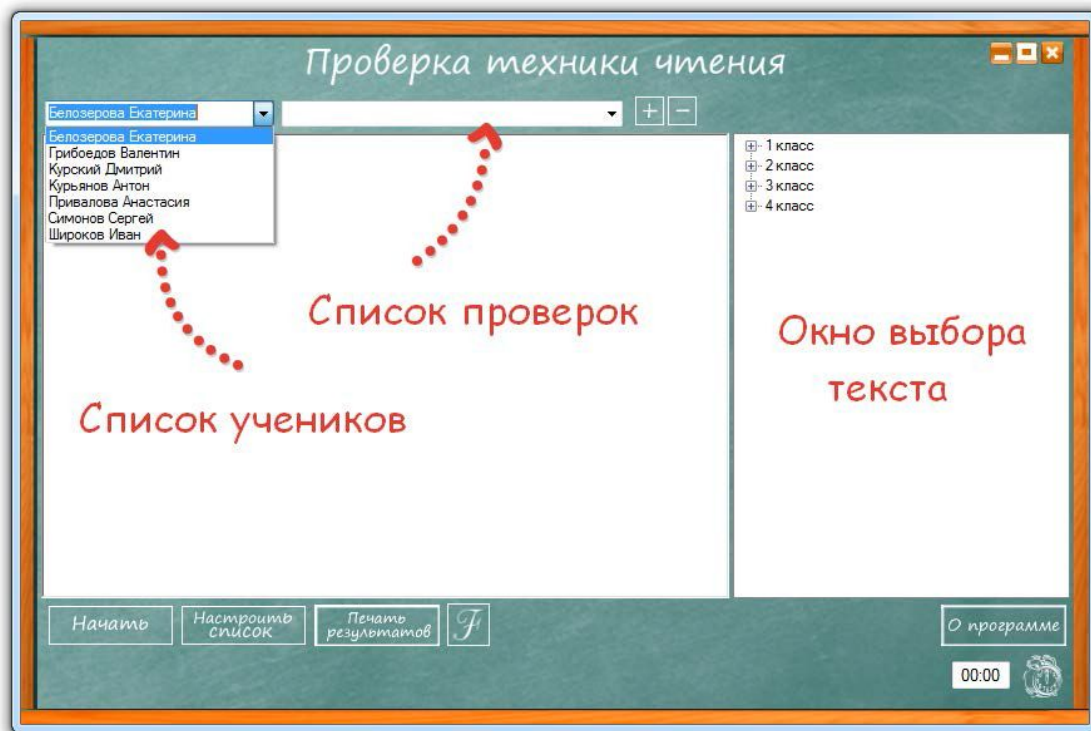 Проверка техники чтения
Белозерова Екатерина
Белозерова Екатерина
Грибоедов Валентин
Курский Дмитрий
Курьянов Антон
Привалова Анастасия
Симонов Сергей
Широков Иван
1 класс
2 класс
3 класс
4 класс
Список проверок
Список учеников
Окно выбора
текста
Начать
Настроить
список
Печать
результатов
F
О программе
00:00